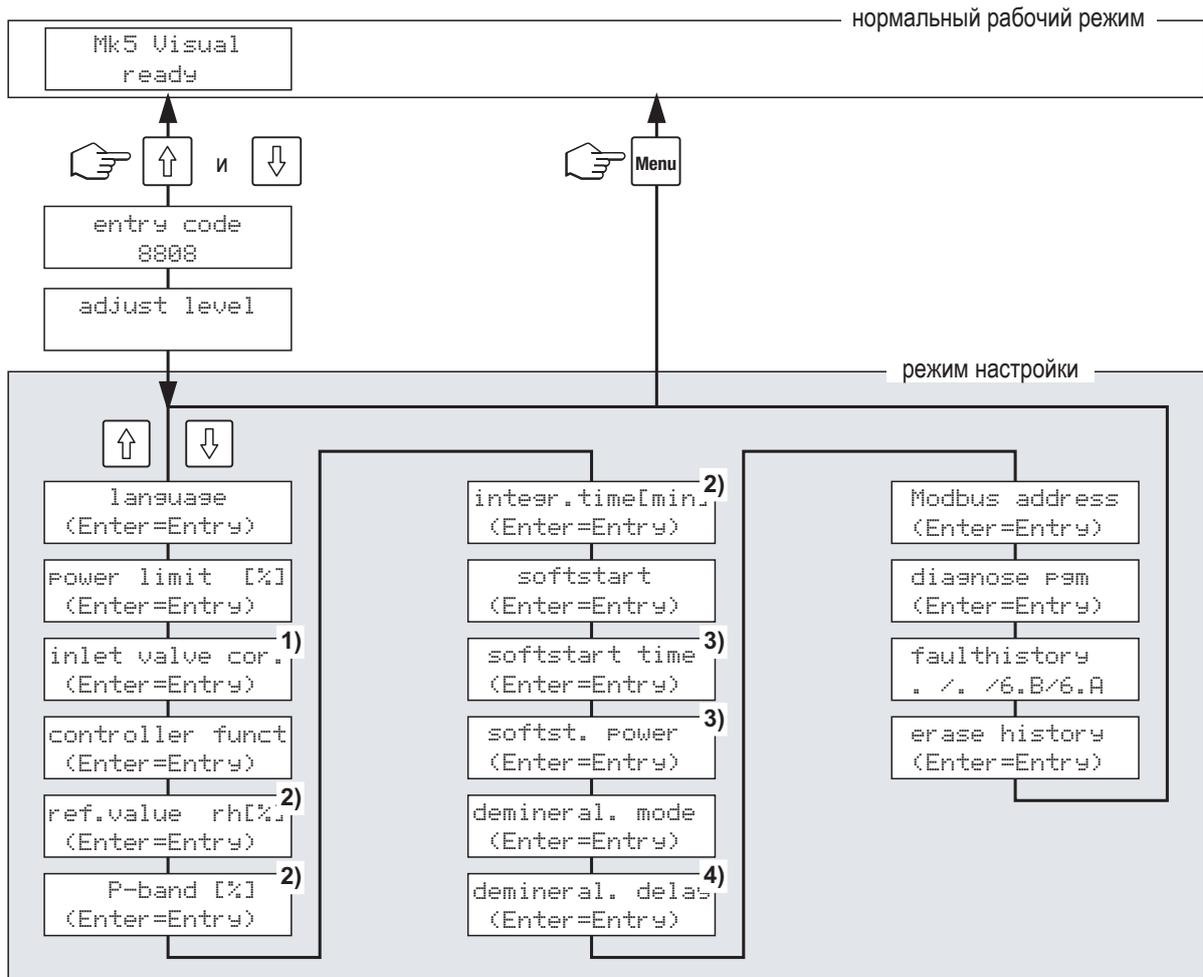 нормальный рабочий режим
Mk5 Visual
ready
и
Menu
entry code
8808
adjust level
режим настройки
language
(Enter=Entry)
power limit [%]
(Enter=Entry)
inlet valve cor. 1)
(Enter=Entry)
controller funct
(Enter=Entry)
ref.value rh[%] 2)
(Enter=Entry)
P-band [%] 2)
(Enter=Entry)
integr.time[min] 2)
(Enter=Entry)
softstart
(Enter=Entry)
softstart time 3)
(Enter=Entry)
softst. power 3)
(Enter=Entry)
demineral. mode
(Enter=Entry)
demineral. delay 4)
(Enter=Entry)
Modbus address
(Enter=Entry)
diagnose pgm
(Enter=Entry)
faulthistory
. /. /6.B/6.A
erase history
(Enter=Entry)